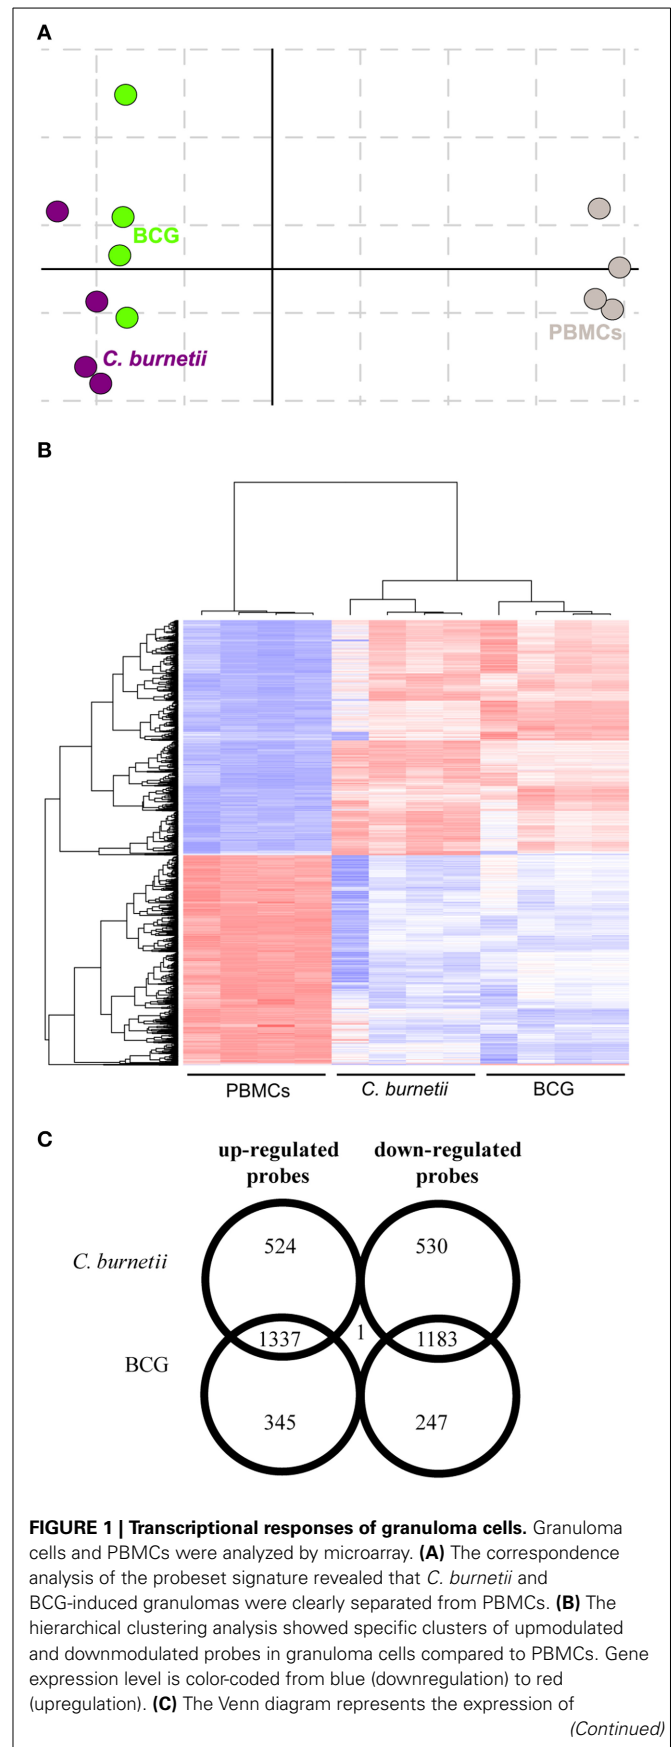 A
BCG
C. burnetii
PBMCs
B
PBMCs C. burnetii BCG
C
up-regulated probes
down-regulated probes
C. burnetii
524 530
1337 1 1183
BCG
345 247
FIGURE 1 | Transcriptional responses of granuloma cells. Granuloma
cells and PBMCs were analyzed by microarray. (A) The correspondence
analysis of the probeset signature revealed that C. burnetii and
BCG-induced granulomas were clearly separated from PBMCs. (B) The
hierarchical clustering analysis showed specific clusters of upmodulated
and downmodulated probes in granuloma cells compared to PBMCs. Gene
expression level is color-coded from blue (downregulation) to red
(upregulation). (C) The Venn diagram represents the expression of
(Continued)